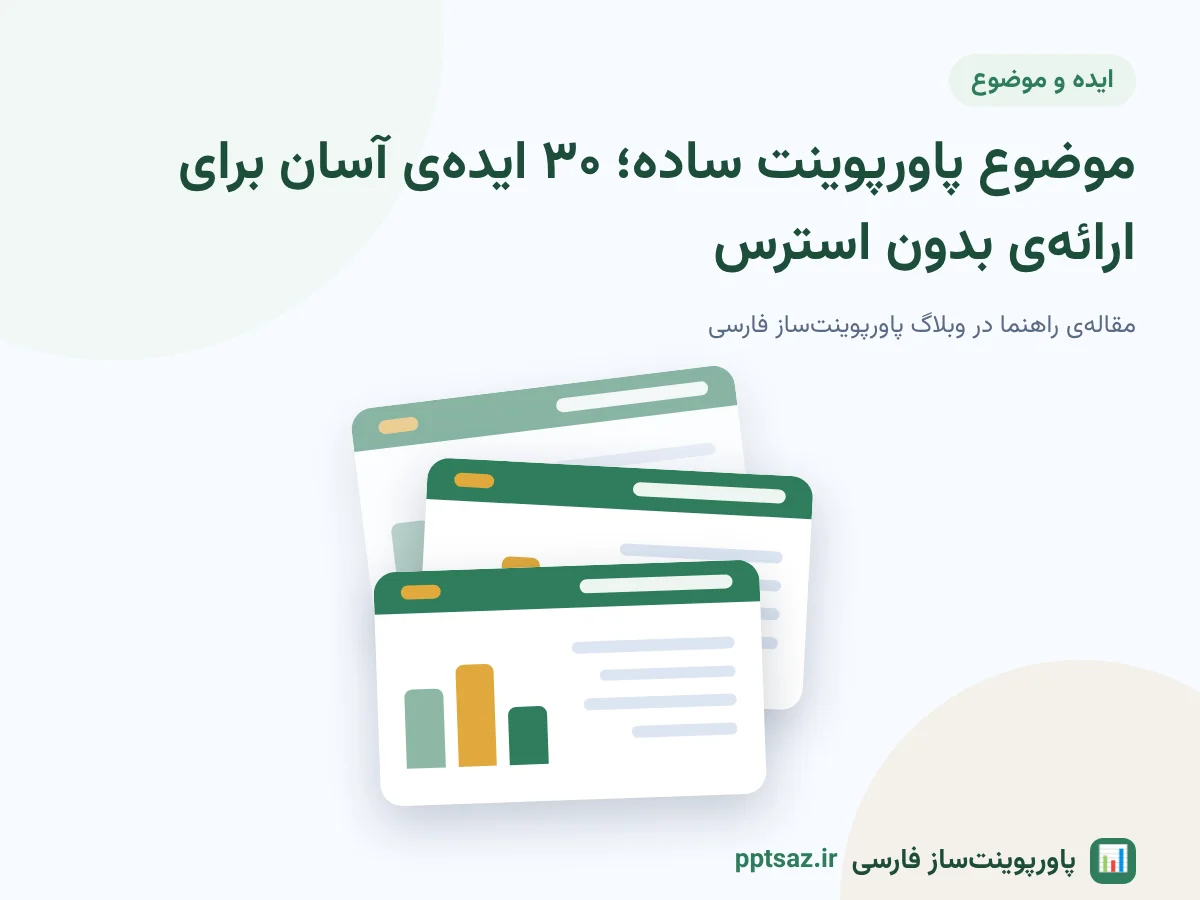 ایده و موضوع
موضوع پاورپوینت ساده؛ ۳۰ ایده‌ی آسان برای
ارائه‌ی بدون استرس
مقاله‌ی راهنما در وبلاگ پاورپوینت‌ساز فارسی
پاورپوینت‌ساز فارسی pptsaz.ir